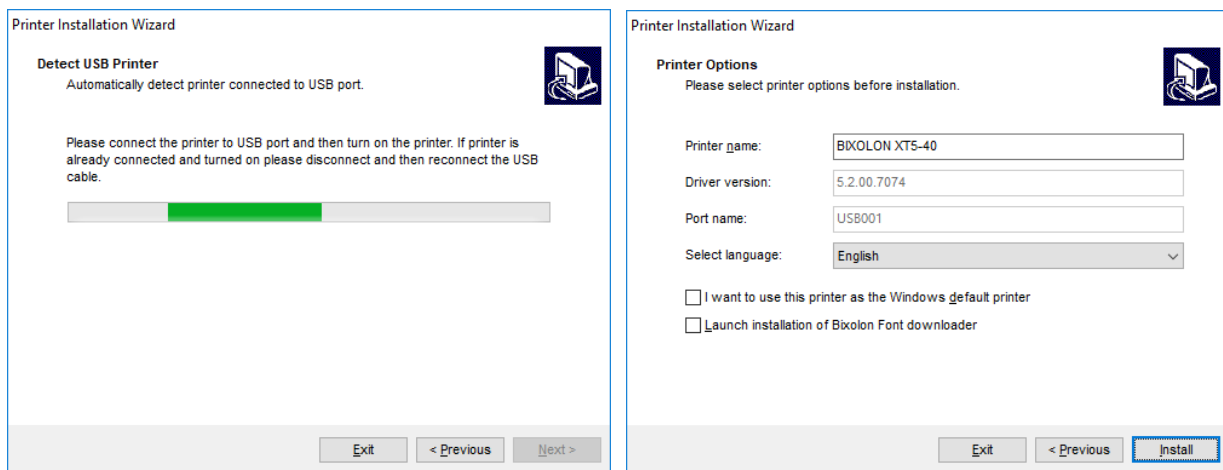 Printer Installation Wizard
Detect USB Printer
Automatically detect printer connected to USB port.
Please connect the printer to USB port and then turn on the printer. If printer is
already connected and turned on please disconnect and then reconnect the USB
cable.
Exit
< Previous
Next >
Printer Installation Wizard
Printer Options
Please select printer options before installation.
Printer name:
BIXOLON XT5-40
Driver version:
5.2.00.7074
Port name:
USB001
Select language:
English
I want to use this printer as the Windows default printer
Launch installation of Bixolon Font downloader
Exit
< Previous
Install